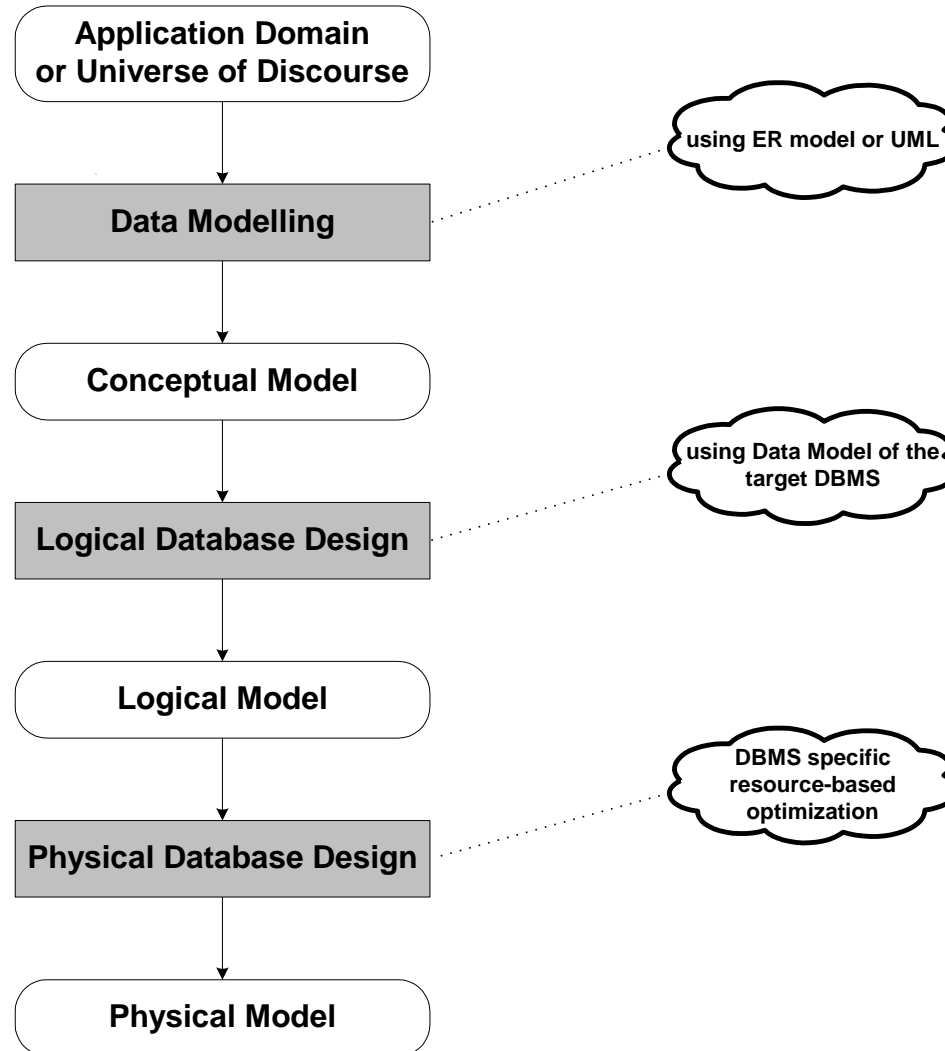 Application Domain
or Universe of Discourse
using ER model or UML
Data Modelling
Conceptual Model
using Data Model of the
target DBMS
Logical Database Design
Logical Model
DBMS specific
resource-based
optimization
Physical Database Design
Physical Model